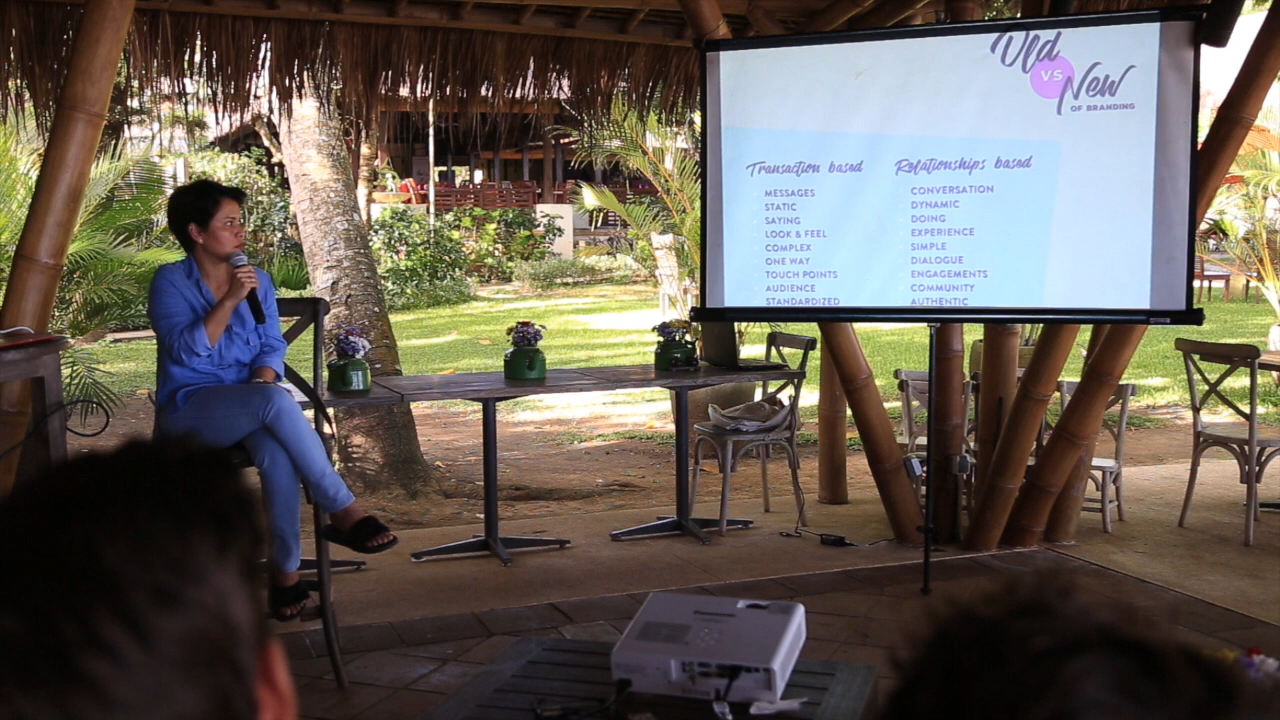 Old
VS
New
OF BRANDING
Transaction based
MESSAGES
STATIC
SAYING
LOOK & FEEL
COMPLEX
ONE WAY
TOUCH POINTS
AUDIENCE
STANDARDIZED
Relationships based
CONVERSATION
DYNAMIC
DOING
EXPERIENCE
SIMPLE
DIALOGUE
ENGAGEMENTS
COMMUNITY
AUTHENTIC